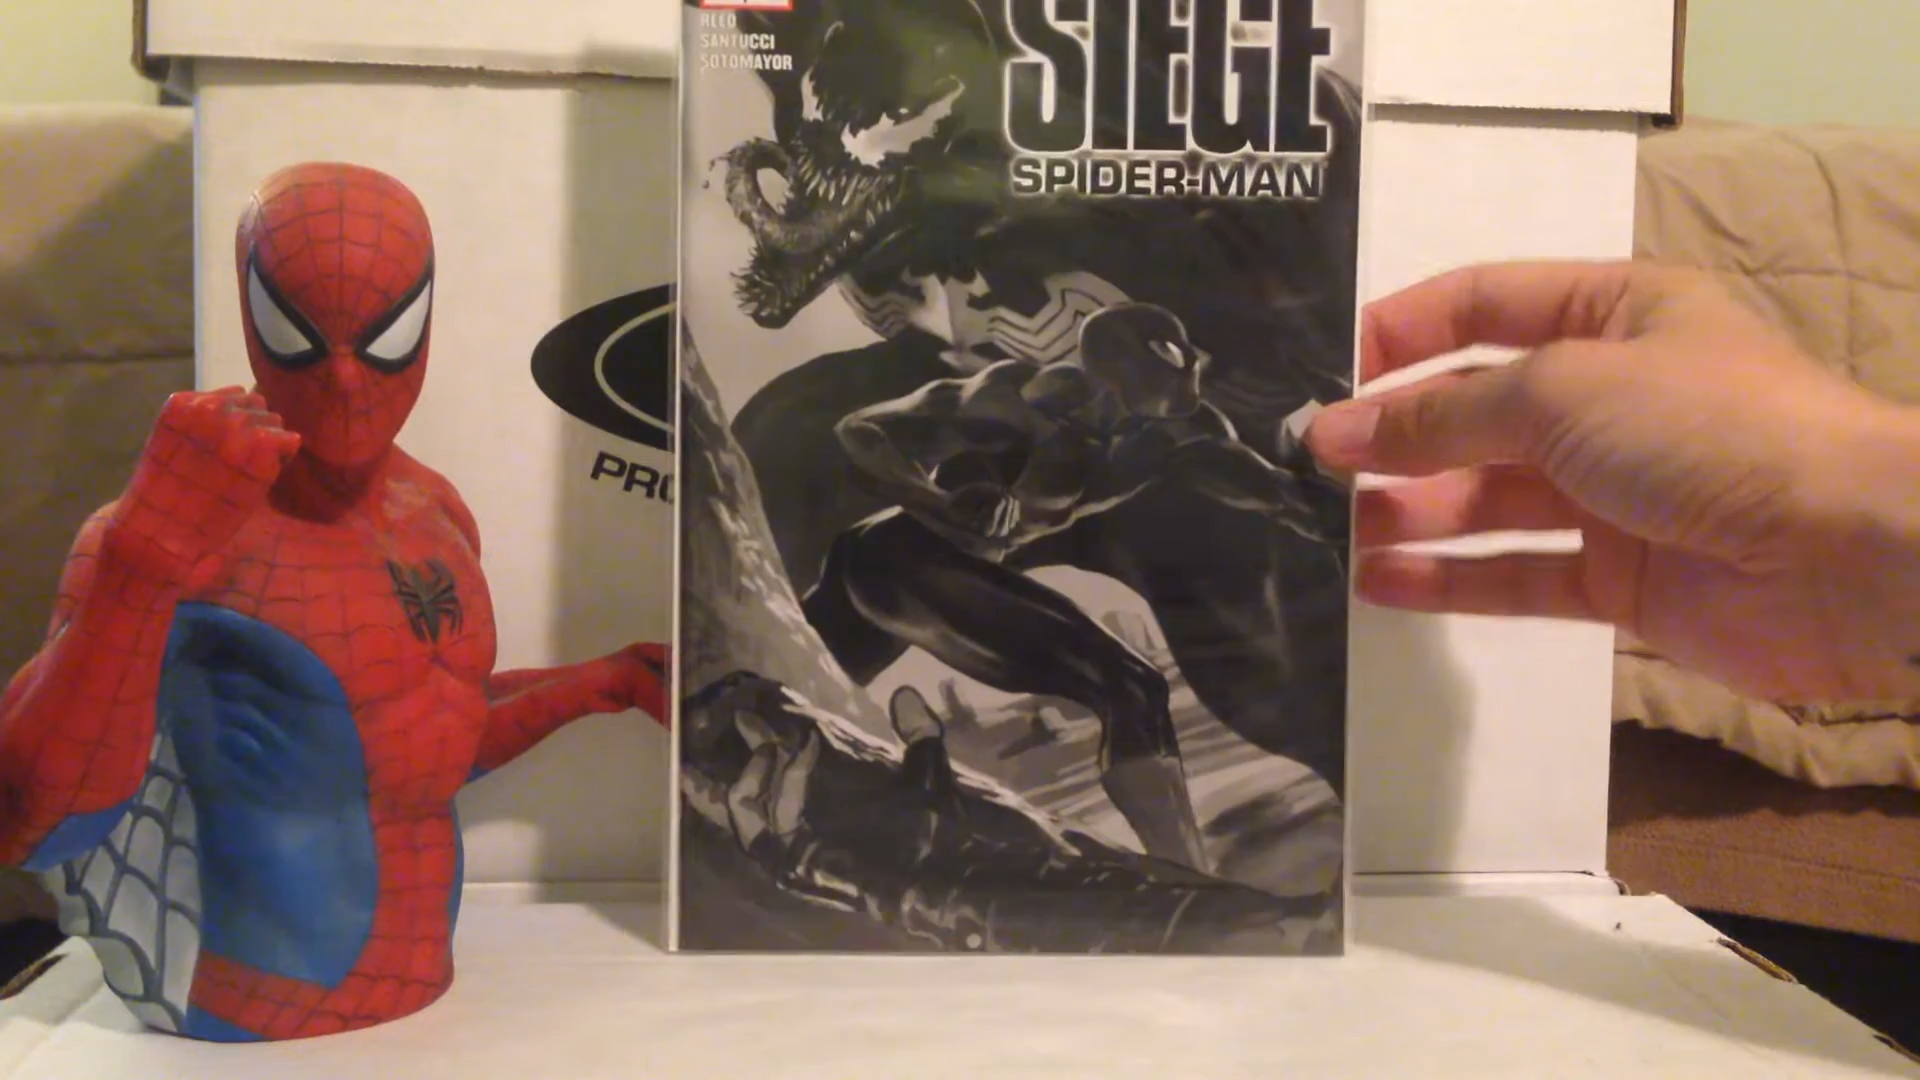 REED
SANTUCCI
SOTOMAYOR
SIEGE
SPIDER-MAN
PRO